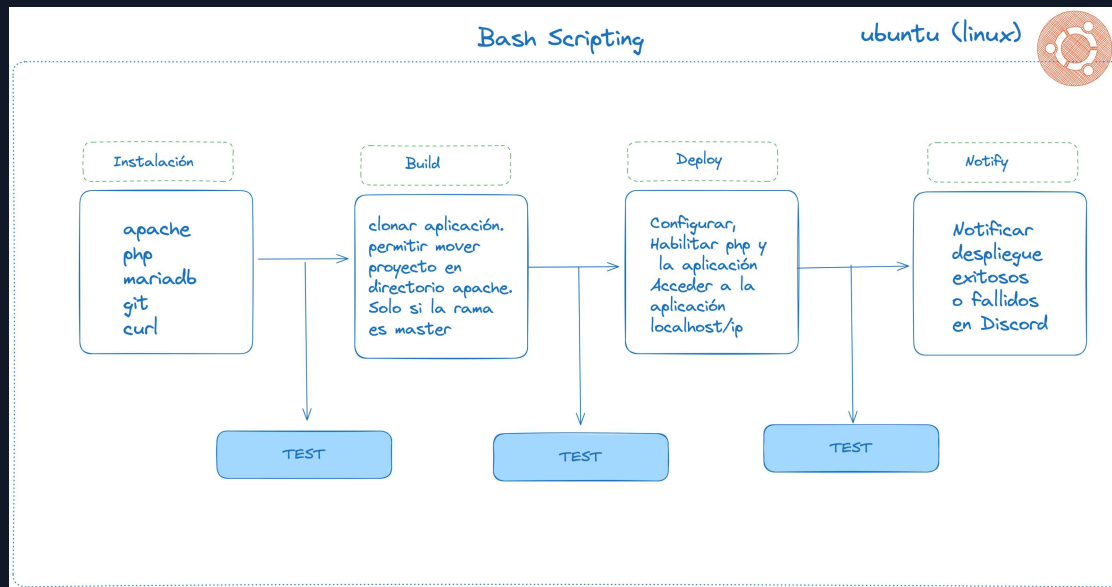 Bash Scripting
ubuntu (linux)
Instalación
apache
php
mariadb
git
curl
Build
clonar aplicación.
permitir mover
proyecto en
directorio apache.
Solo si la rama
es master
Deploy
Configurar,
Habilitar php y
la aplicación
Acceder a la
aplicación
localhost/ip
Notify
Notificar
despliegue
exitosos
o fallidos
en Discord
TEST
TEST
TEST